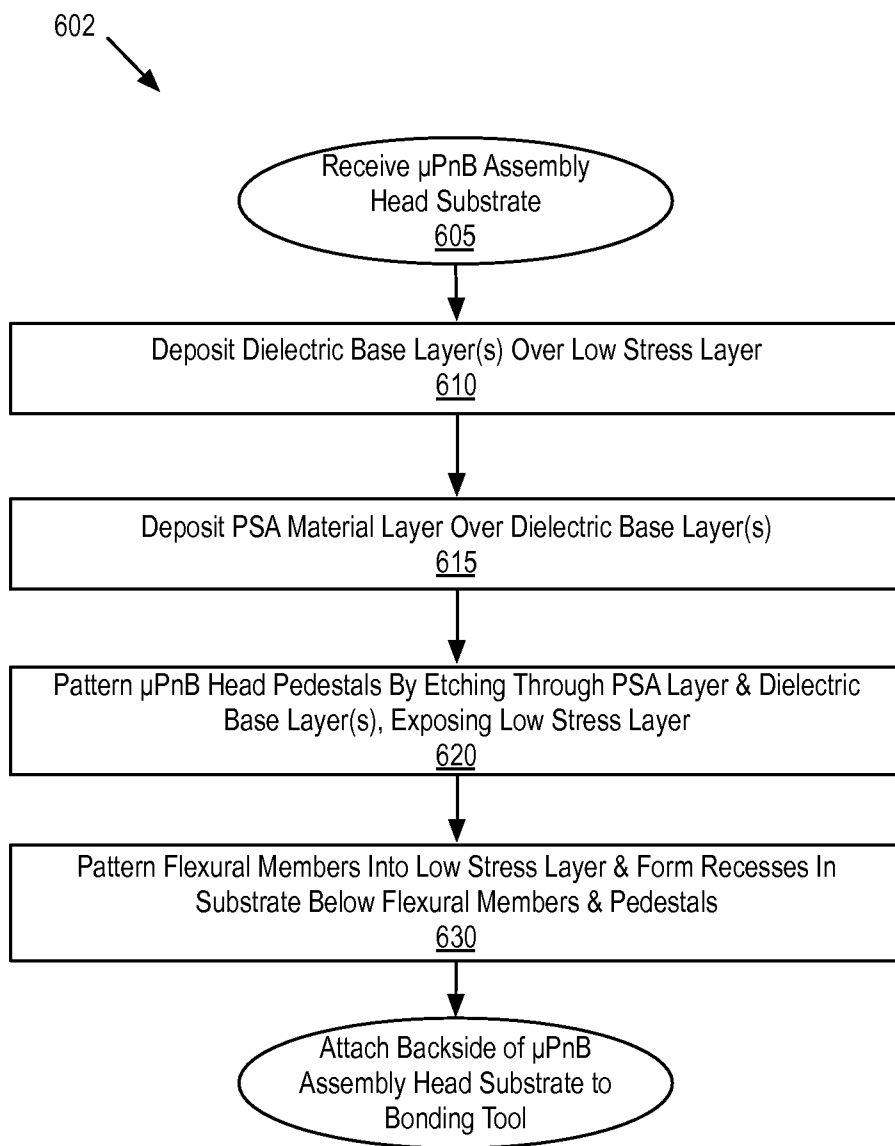 602
Receive µPnB Assembly
Head Substrate
605
Deposit Dielectric Base Layer(s) Over Low Stress Layer
610
Deposit PSA Material Layer Over Dielectric Base Layer(s)
615
Pattern µPnB Head Pedestals By Etching Through PSA Layer & Dielectric
Base Layer(s), Exposing Low Stress Layer
620
Pattern Flexural Members Into Low Stress Layer & Form Recesses In
Substrate Below Flexural Members & Pedestals
630
Attach Backside of µPnB
Assembly Head Substrate to
Bonding Tool